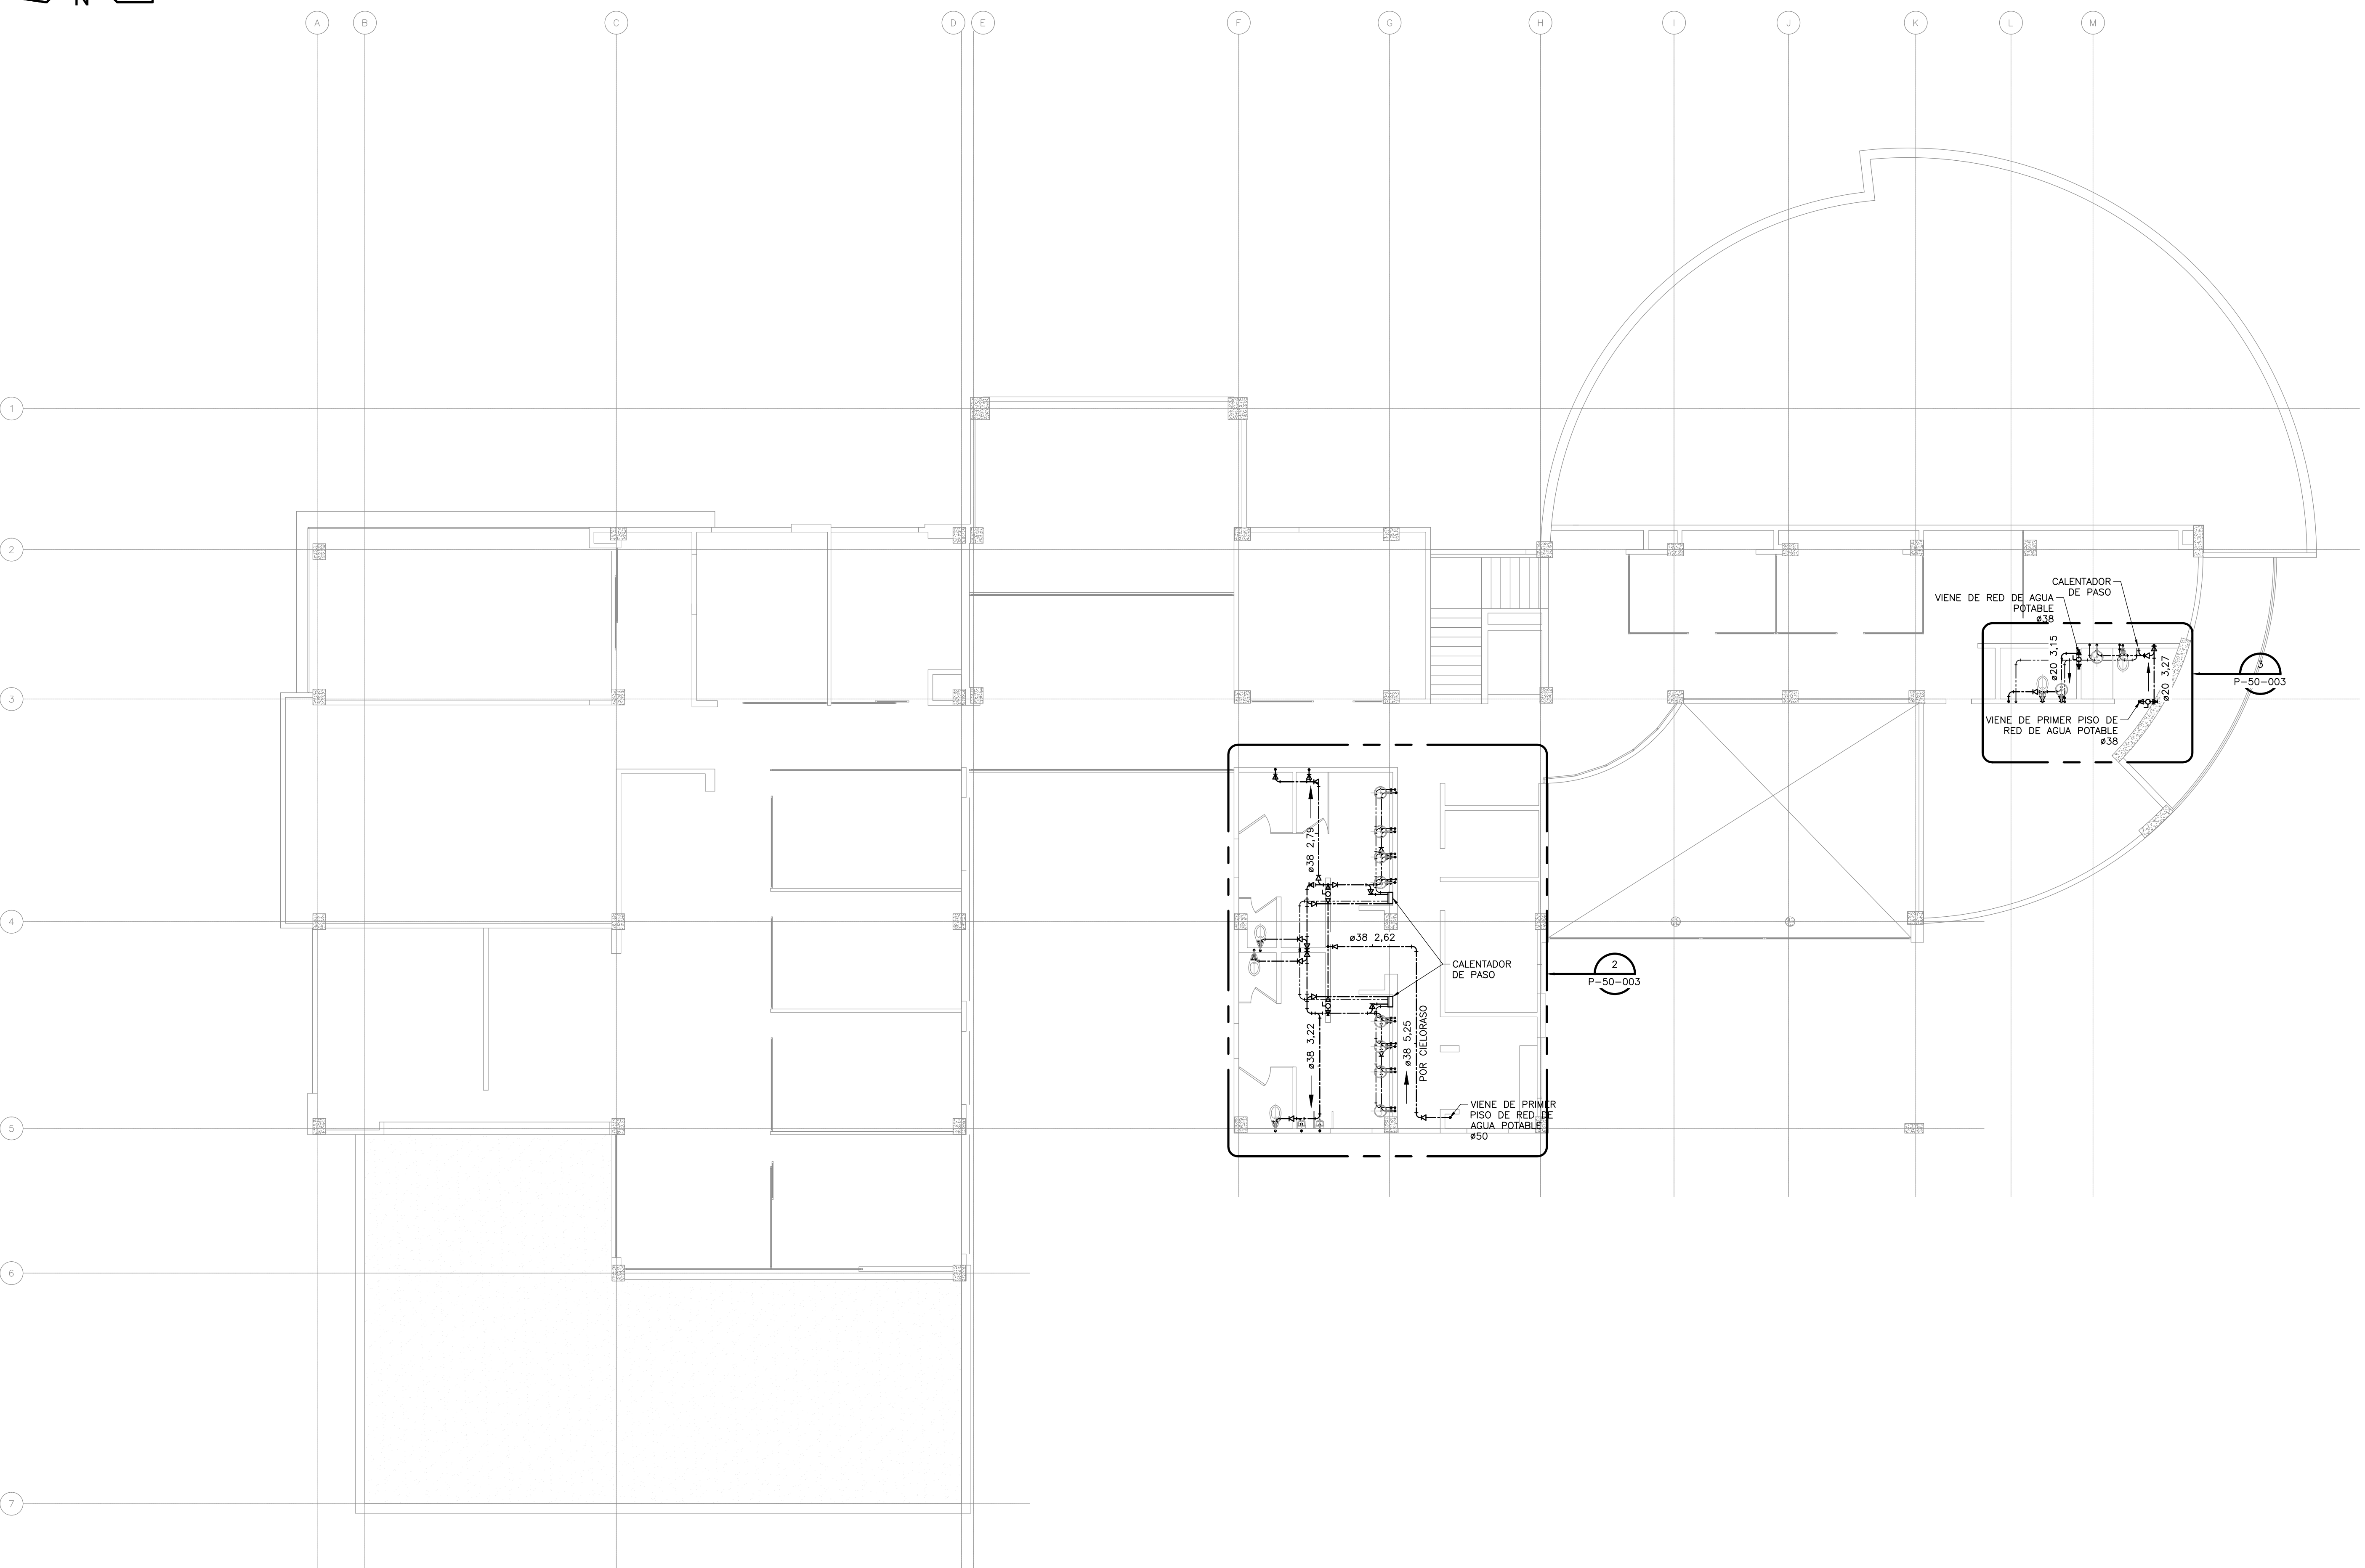 N
A
B
C
D
E
F
G
H
I
J
K
L
M
1
2
3
4
5
6
7
CALENTADOR
DE PASO
VIENE DE RED DE AGUA
POTABLE
ø38
ø20 3,15
ø20 3,27
3
P-50-003
VIENE DE PRIMER PISO DE
RED DE AGUA POTABLE
ø38
ø38 2,79
ø38 2,62
CALENTADOR
DE PASO
2
P-50-003
ø38 3,22
ø38 5,25
POR CIELORASO
VIENE DE PRIMER
PISO DE RED DE
AGUA POTABLE
ø50